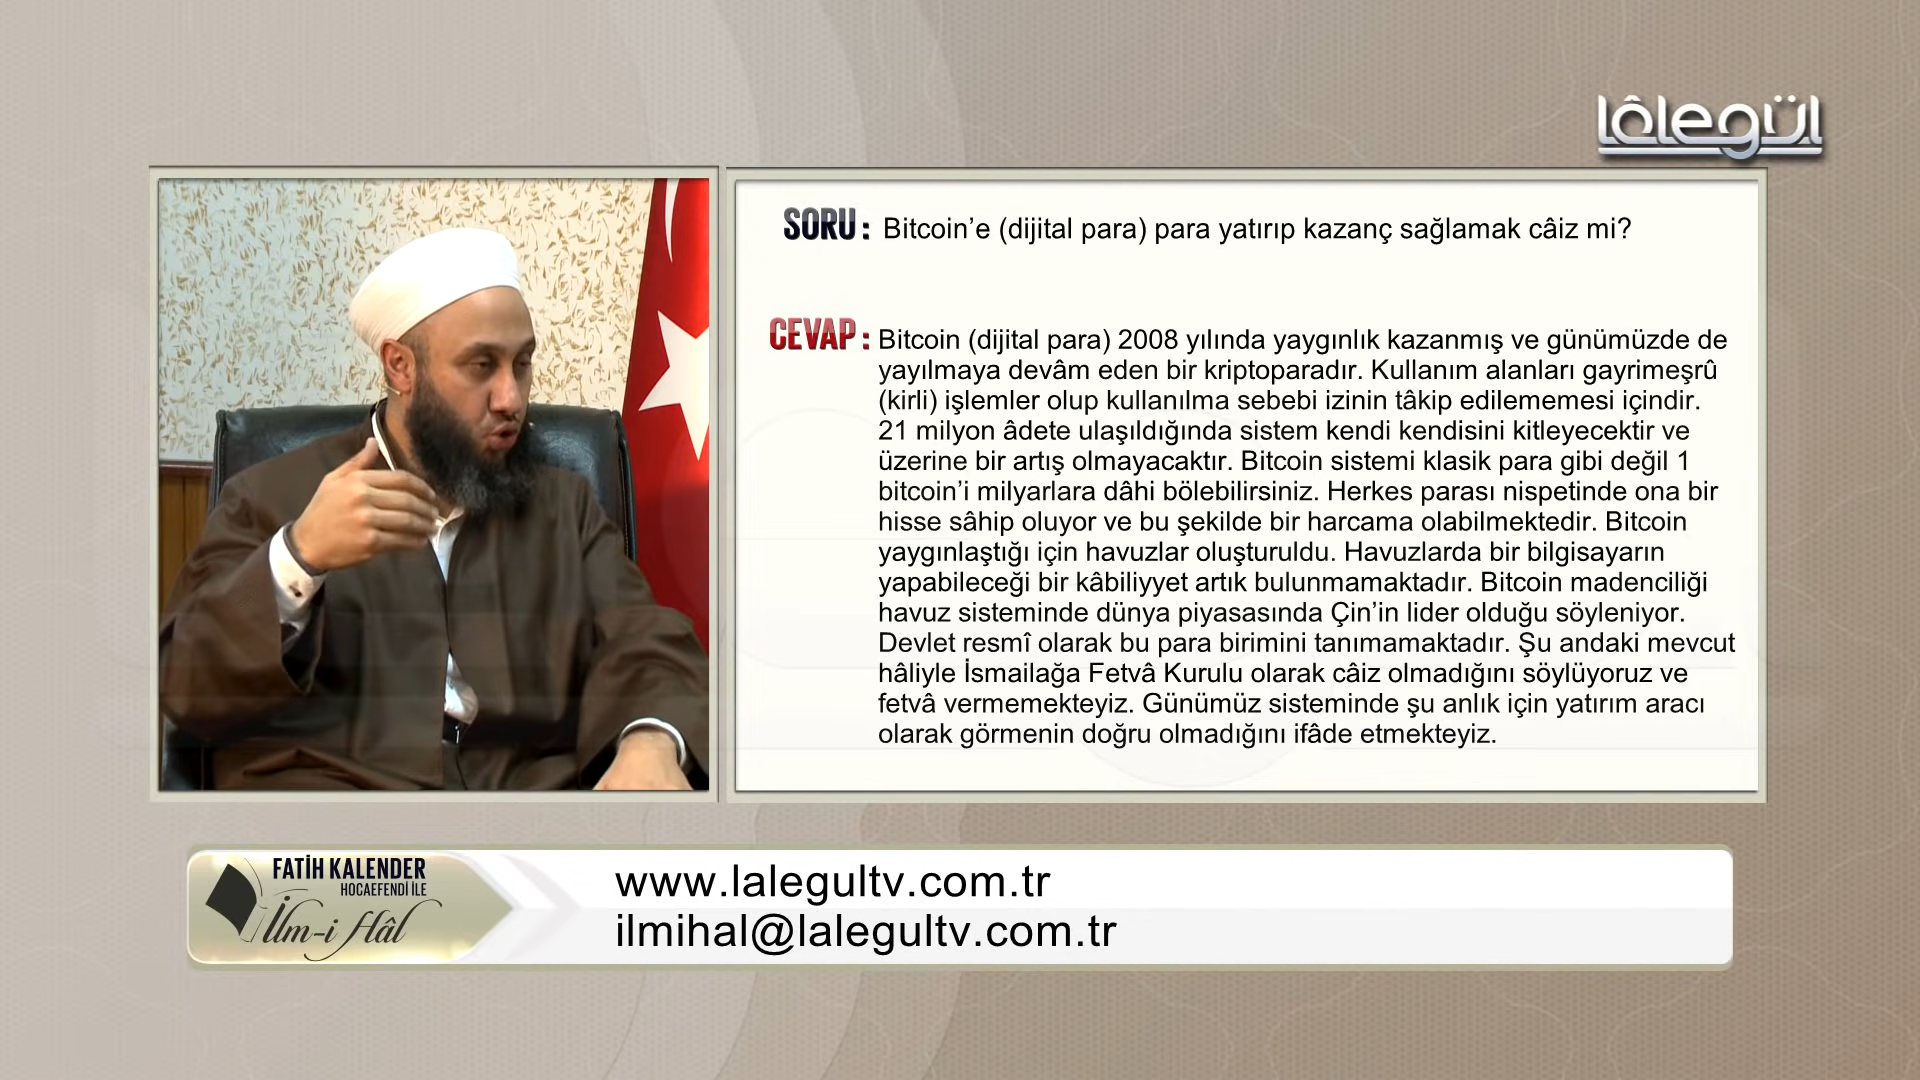 lâlegül
SORU : Bitcoin’e (dijital para) para yatırıp kazanç sağlamak câiz mi?
CEVAP : Bitcoin (dijital para) 2008 yılında yaygınlık kazanmış ve günümüzde de
yayılmaya devâm eden bir kriptoparadır. Kullanım alanları gayrimeşrû
(kirli) işlemler olup kullanılma sebebi izinin tâkip edilememesi içindir.
21 milyon âdete ulaşıldığında sistem kendi kendisini kitleyecektir ve
üzerine bir artış olmayacaktır. Bitcoin sistemi klasik para gibi değil 1
bitcoin’i milyarlara dâhi bölebilirsiniz. Herkes parası nispetinde ona bir
hisse sâhip oluyor ve bu şekilde bir harcama olabilmektedir. Bitcoin
yaygınlaştığı için havuzlar oluşturuldu. Havuzlarda bir bilgisayarın
yapabileceği bir kâbiliyyet artık bulunmamaktadır. Bitcoin madenciliği
havuz sisteminde dünya piyasasında Çin’in lider olduğu söyleniyor.
Devlet resmî olarak bu para birimini tanımamaktadır. Şu andaki mevcut
hâliyle İsmailağa Fetvâ Kurulu olarak câiz olmadığını söylüyoruz ve
fetvâ vermemekteyiz. Günümüz sisteminde şu anlık için yatırım aracı
olarak görmenin doğru olmadığını ifâde etmekteyiz.
FATİH KALENDER
HOCAEFENDİ İLE
İlm-i Hâl
www.lalegultv.com.tr
ilmihal@lalegultv.com.tr